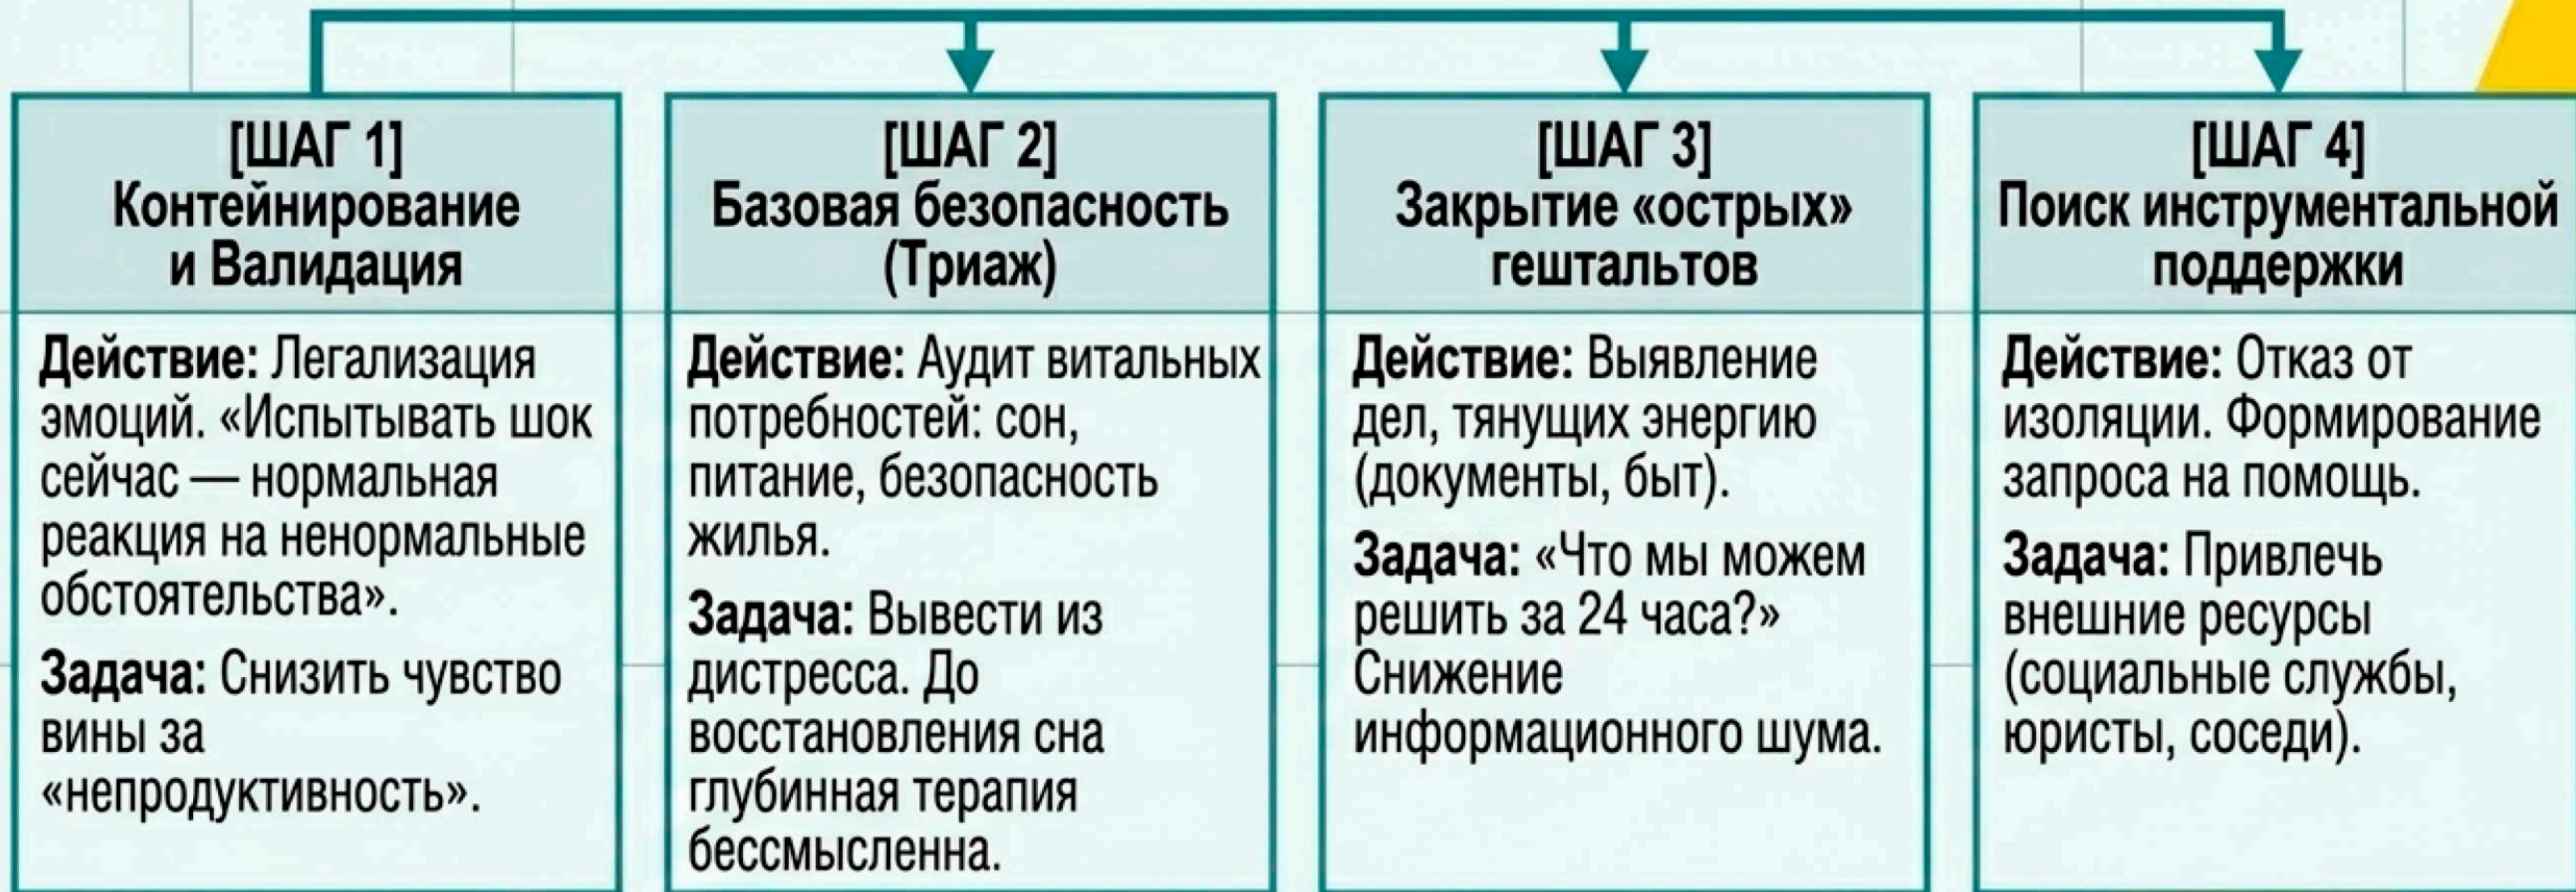 [ШАГ 1]
Контейнирование
и Валидация
Действие: Легализация
эмоций. «Испытывать шок
сейчас — нормальная
реакция на ненормальные
обстоятельства».
Задача: Снизить чувство
вины за
«непродуктивность».
[ШАГ 2]
Базовая безопасность
(Триаж)
Действие: Аудит витальных
потребностей: сон,
питание, безопасность
жилья.
Задача: Вывести из
дистресса. До
восстановления сна
глубинная терапия
бессмысленна.
[ШАГ 3]
Закрытие «острых»
гештальтов
Действие: Выявление
дел, тянущих энергию
(документы, быт).
Задача: «Что мы можем
решить за 24 часа?»
Снижение
информационного шума.
[ШАГ 4]
Поиск инструментальной
поддержки
Действие: Отказ от
изоляции. Формирование
запроса на помощь.
Задача: Привлечь
внешние ресурсы
(социальные службы,
юристы, соседи).